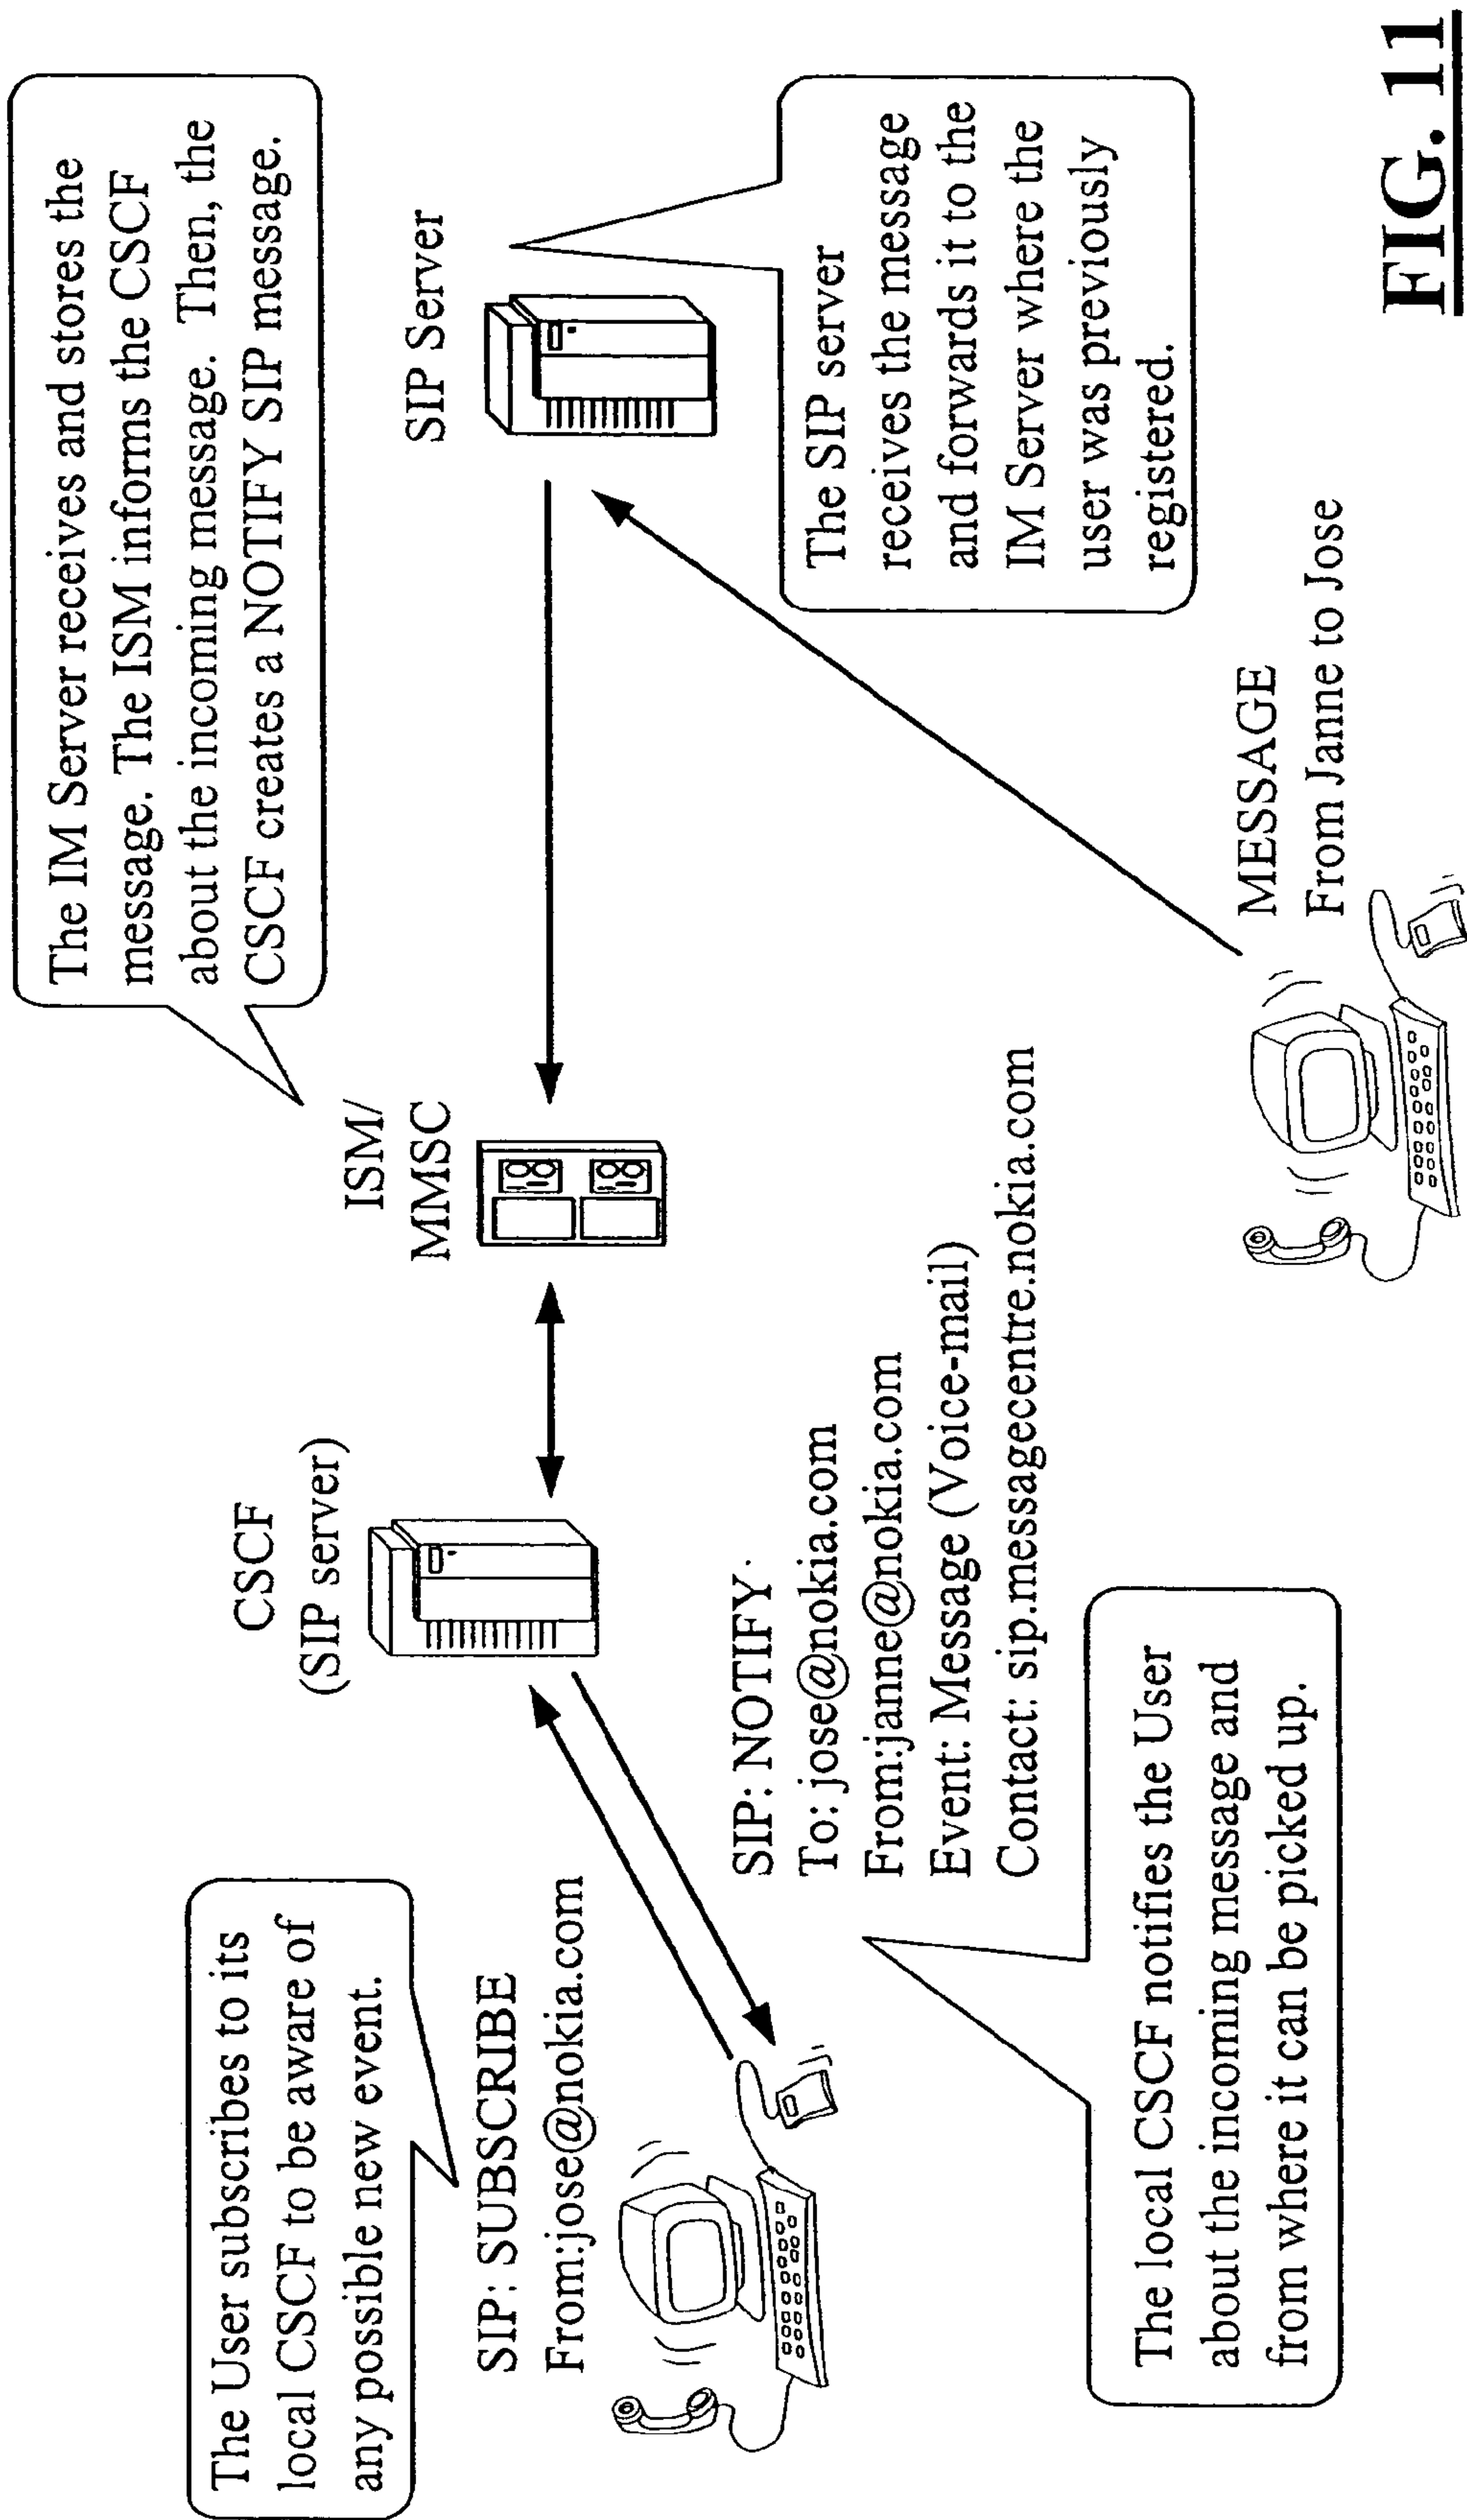 The User subscribes to its
local CSCF to be aware of
any possible new event.
SIP: SUBSCRIBE
From:jose@nokia.com
CSCF
(SIP server)
ISM/
MMSC
The IM Server receives and stores the
message. The ISM informs the CSCF
about the incoming message. Then, the
CSCF creates a NOTIFY SIP message.
SIP Server
The SIP server
receives the message
and forwards it to the
IM Server where the
user was previously
registered.
SIP: NOTIFY
To: jose@nokia.com
From:janne@nokia.com
Event: Message (Voice-mail)
Contact: sip.messagecentre.nokia.com
The local CSCF notifies the User
about the incoming message and
from where it can be picked up.
MESSAGE
From Janne to Jose
FIG. 11